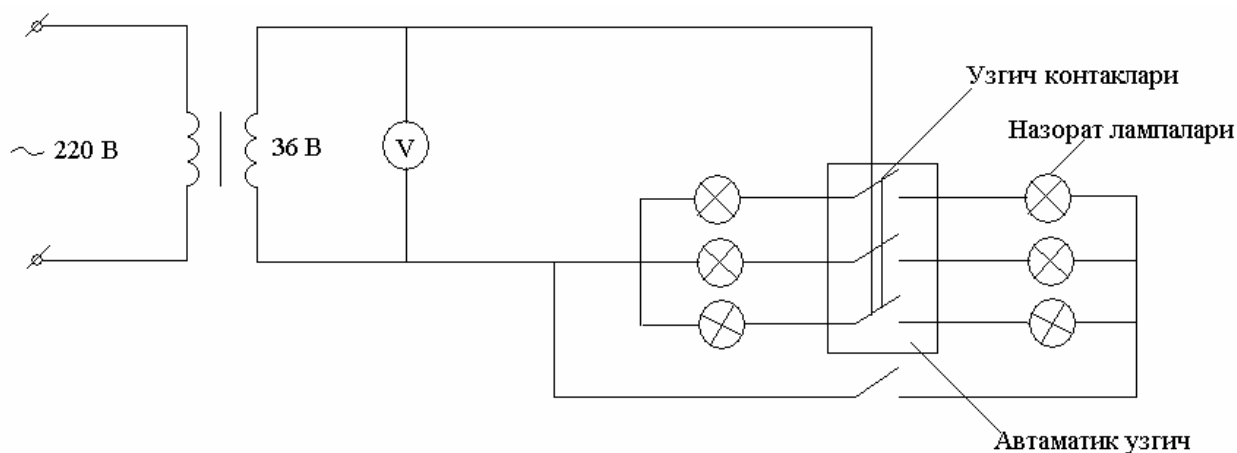 Узгич контаклари
Назорат лампалари
220 В
36 В
V
Автаматик узгич